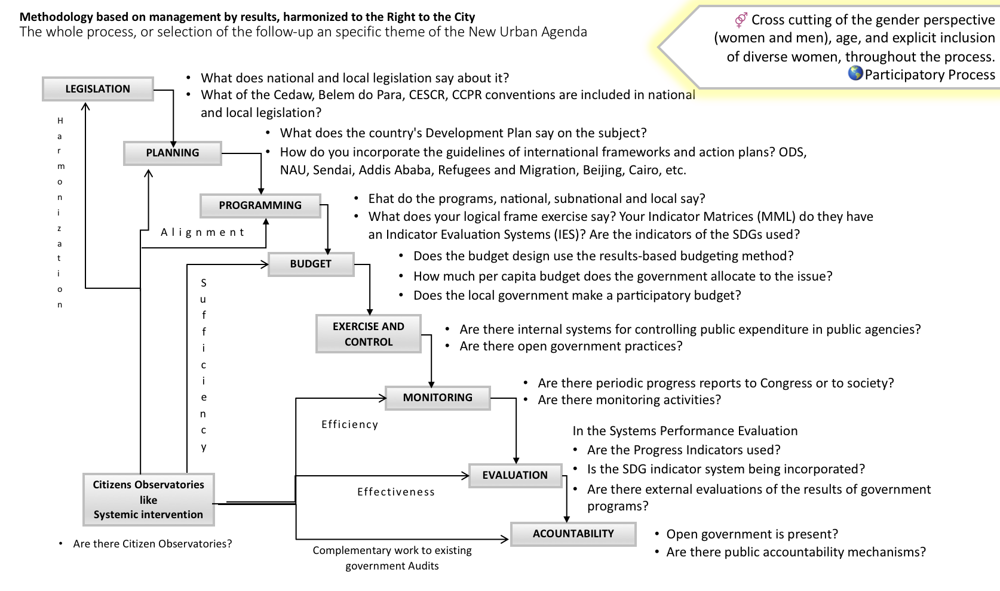 Methodology based on management by results, harmonized to the Right to the City
The whole process, or selection of the follow-up an specific theme of the New Urban Agenda
⚤ Cross cutting of the gender perspective
(women and men), age, and explicit inclusion
of diverse women, throughout the process.
🌎Participatory Process
LEGISLATION
• What does national and local legislation say about it?
• What of the Cedaw, Belem do Para, CESCR, CCPR conventions are included in national
and local legislation?
Harmonization
PLANNING
• What does the country's Development Plan say on the subject?
• How do you incorporate the guidelines of international frameworks and action plans? ODS,
NAU, Sendai, Addis Ababa, Refugees and Migration, Beijing, Cairo, etc.
PROGRAMMING
• Ehat do the programs, national, subnational and local say?
• What does your logical frame exercise say? Your Indicator Matrices (MML) do they have
an Indicator Evaluation Systems (IES)? Are the indicators of the SDGs used?
Alignment
BUDGET
• Does the budget design use the results-based budgeting method?
• How much per capita budget does the government allocate to the issue?
• Does the local government make a participatory budget?
Sufficiency
EXERCISE AND
CONTROL
• Are there internal systems for controlling public expenditure in public agencies?
• Are there open government practices?
MONITORING
• Are there periodic progress reports to Congress or to society?
• Are there monitoring activities?
Efficiency
In the Systems Performance Evaluation
• Are the Progress Indicators used?
• Is the SDG indicator system being incorporated?
• Are there external evaluations of the results of government
programs?
EVALUATION
Effectiveness
Citizens Observatories
like
Systemic intervention
• Are there Citizen Observatories?
ACOUNTABILITY
• Open government is present?
• Are there public accountability mechanisms?
Complementary work to existing
government Audits